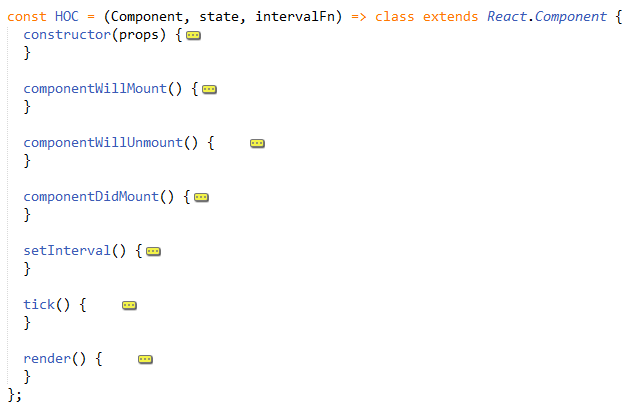 const HOC = (Component, state, intervalFn) => class extends React.Component {
constructor(props) {
}
componentWillMount() {
}
componentWillUnmount() {
}
componentDidMount() {
}
setInterval() {
}
tick() {
}
render() {
}
};